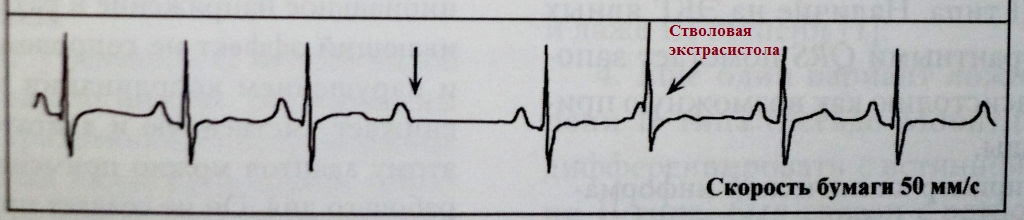 Стволовая
экстрасистола
Скорость бумаги 50 мм/с